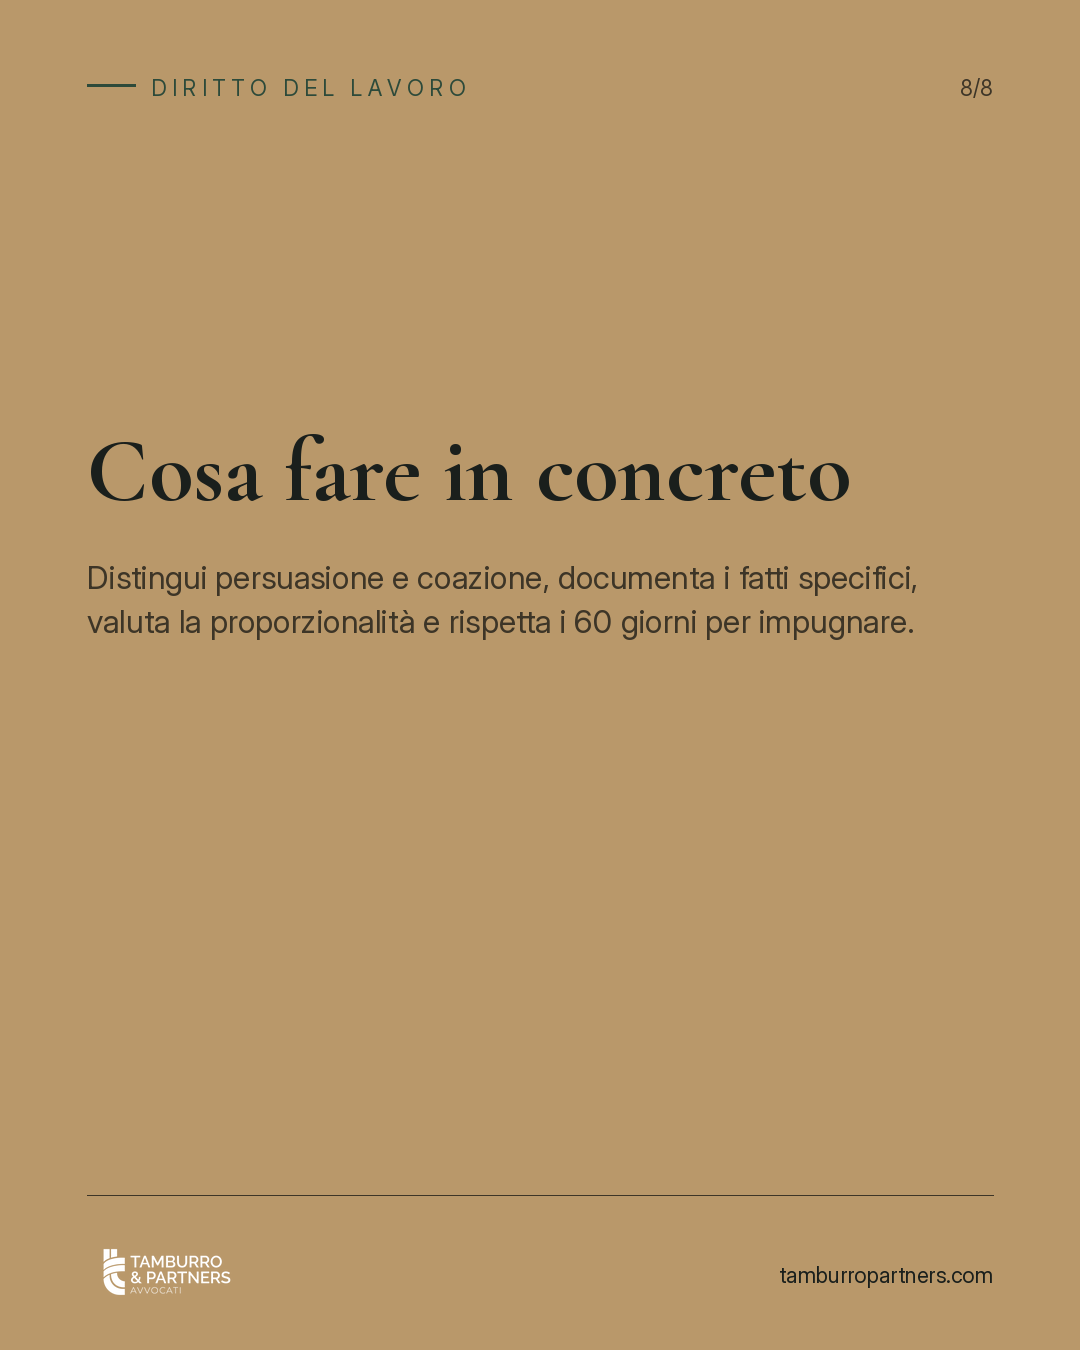 DIRITTO DEL LAVORO
8/8
Cosa fare in concreto
Distingui persuasione e coazione, documenta i fatti specifici,
valuta la proporzionalità e rispetta i 60 giorni per impugnare.
TAMBURRO
& PARTNERS
AVVOCATI
tamburropartners.com